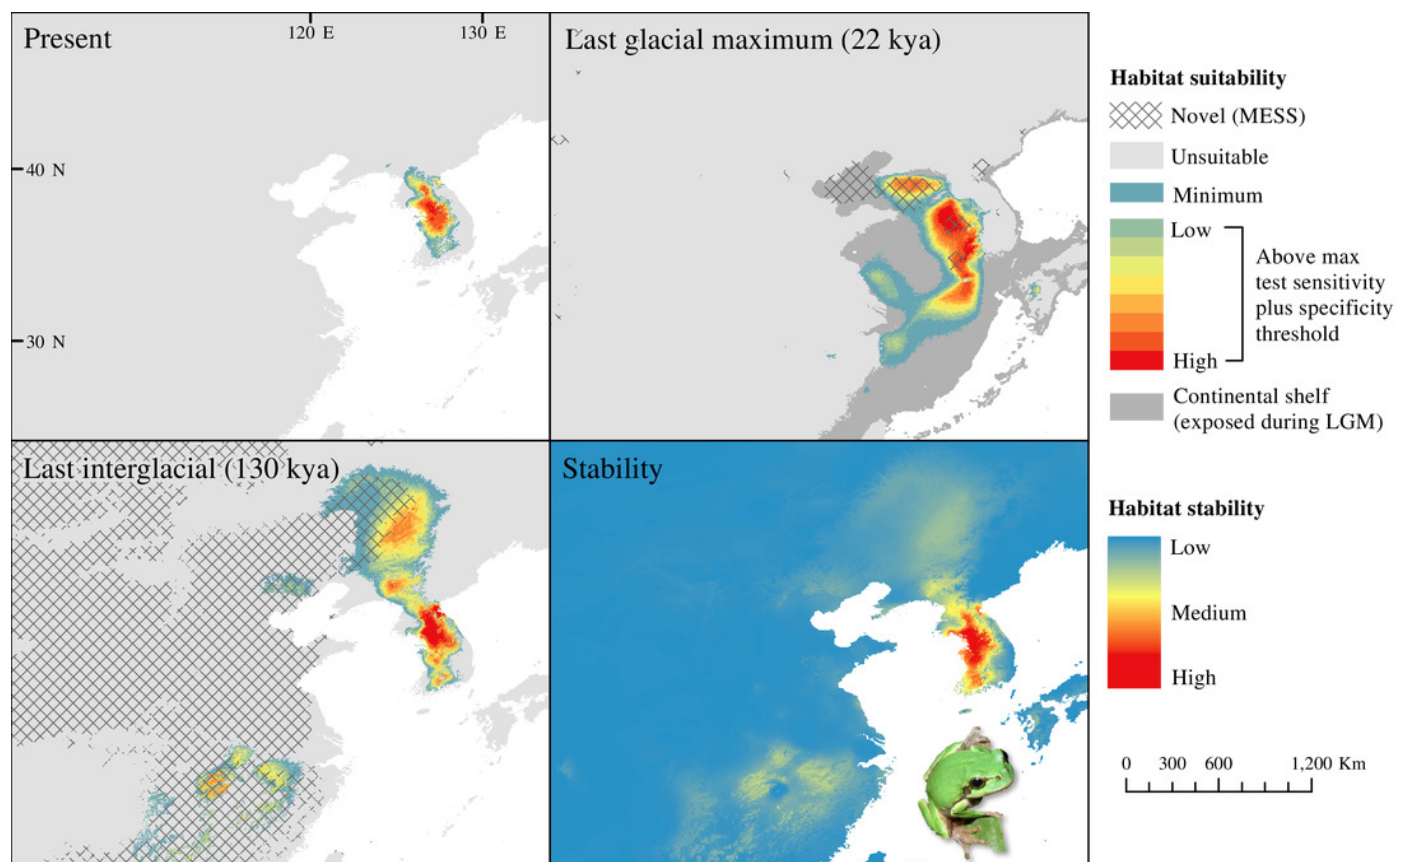 Present
120 E
130 E
40 N
30 N
Last glacial maximum (22 kya)
Last interglacial (130 kya)
Stability
Habitat suitability
Novel (MESS)
Unsuitable
Minimum
Low
High
Above max
test sensitivity
plus specificity
threshold
Continental shelf
(exposed during LGM)
Habitat stability
Low
Medium
High
0 300 600 1,200 Km